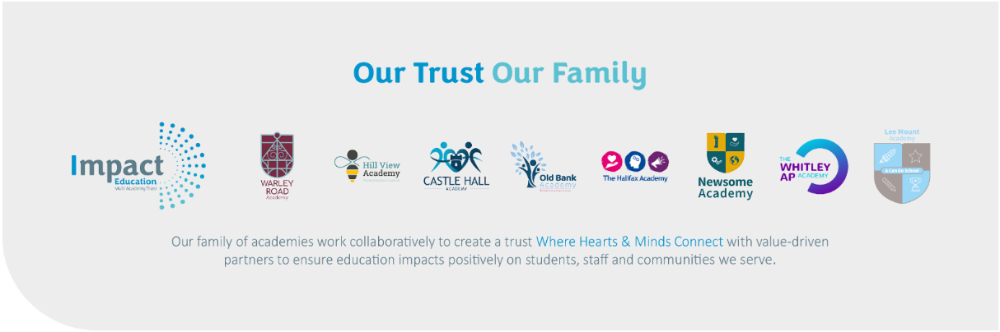 Our Trust Our Family
Impact
Education
Multi Academy Trust
WARLEY
ROAD
Academy
Hill View
Academy
CASTLE HALL
ACADEMY
Old Bank
Academy
The Halifax Academy
Newsome
Academy
THE
WHITLEY
AP ACADEMY
Lee Mount
Academy
A Can Do School
Our family of academies work collaboratively to create a trust Where Hearts & Minds Connect with value-driven
partners to ensure education impacts positively on students, staff and communities we serve.